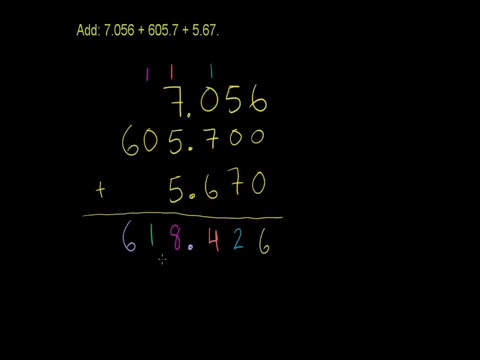 Add: 7.056 + 605.7 + 5.67.
1 1 1
7.056
605.700
+ 5.670
618.426